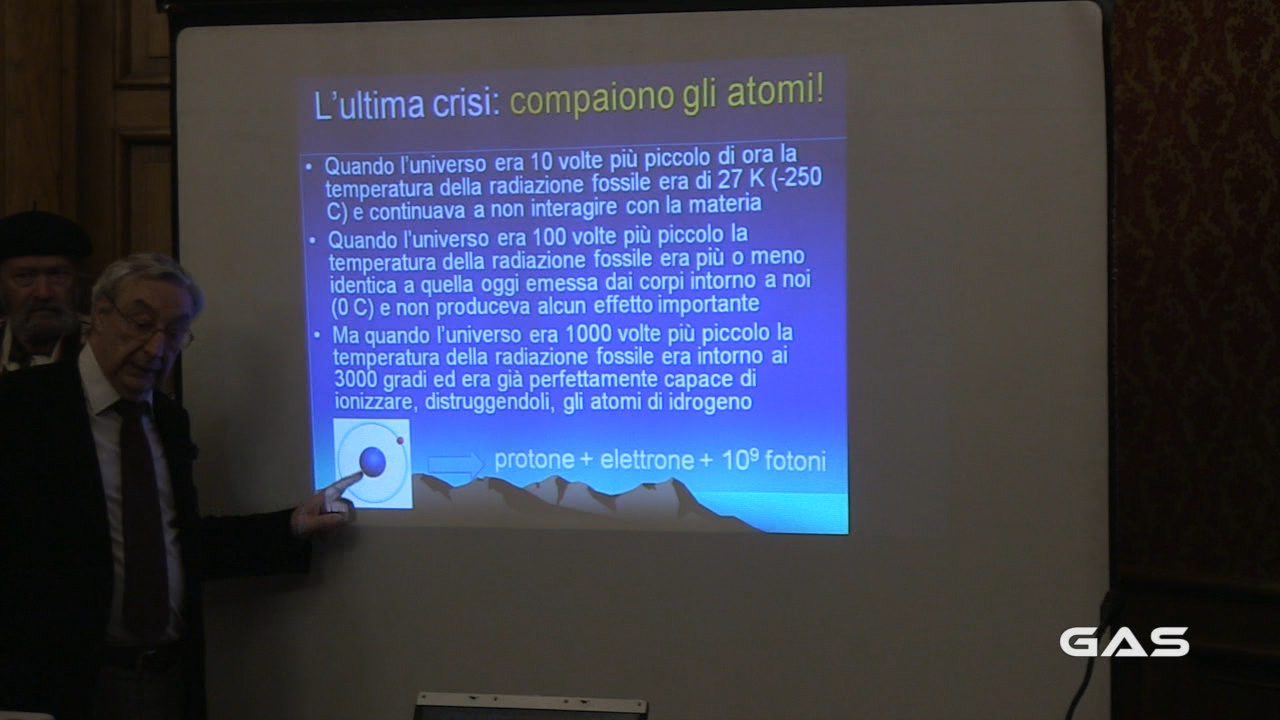 L'ultima crisi: compaiono gli atomi!
• Quando l'universo era 10 volte più piccolo di ora la
temperatura della radiazione fossile era di 27 K (-250
C) e continuava a non interagire con la materia
• Quando l'universo era 100 volte più piccolo la
temperatura della radiazione fossile era più o meno
identica a quella oggi emessa dai corpi intorno a noi
(0 C) e non produceva alcun effetto importante
• Ma quando l'universo era 1000 volte più piccolo la
temperatura della radiazione fossile era intorno ai
3000 gradi ed era già perfettamente capace di
ionizzare, distruggendoli, gli atomi di idrogeno
protone + elettrone + 10⁹ fotoni
GAS